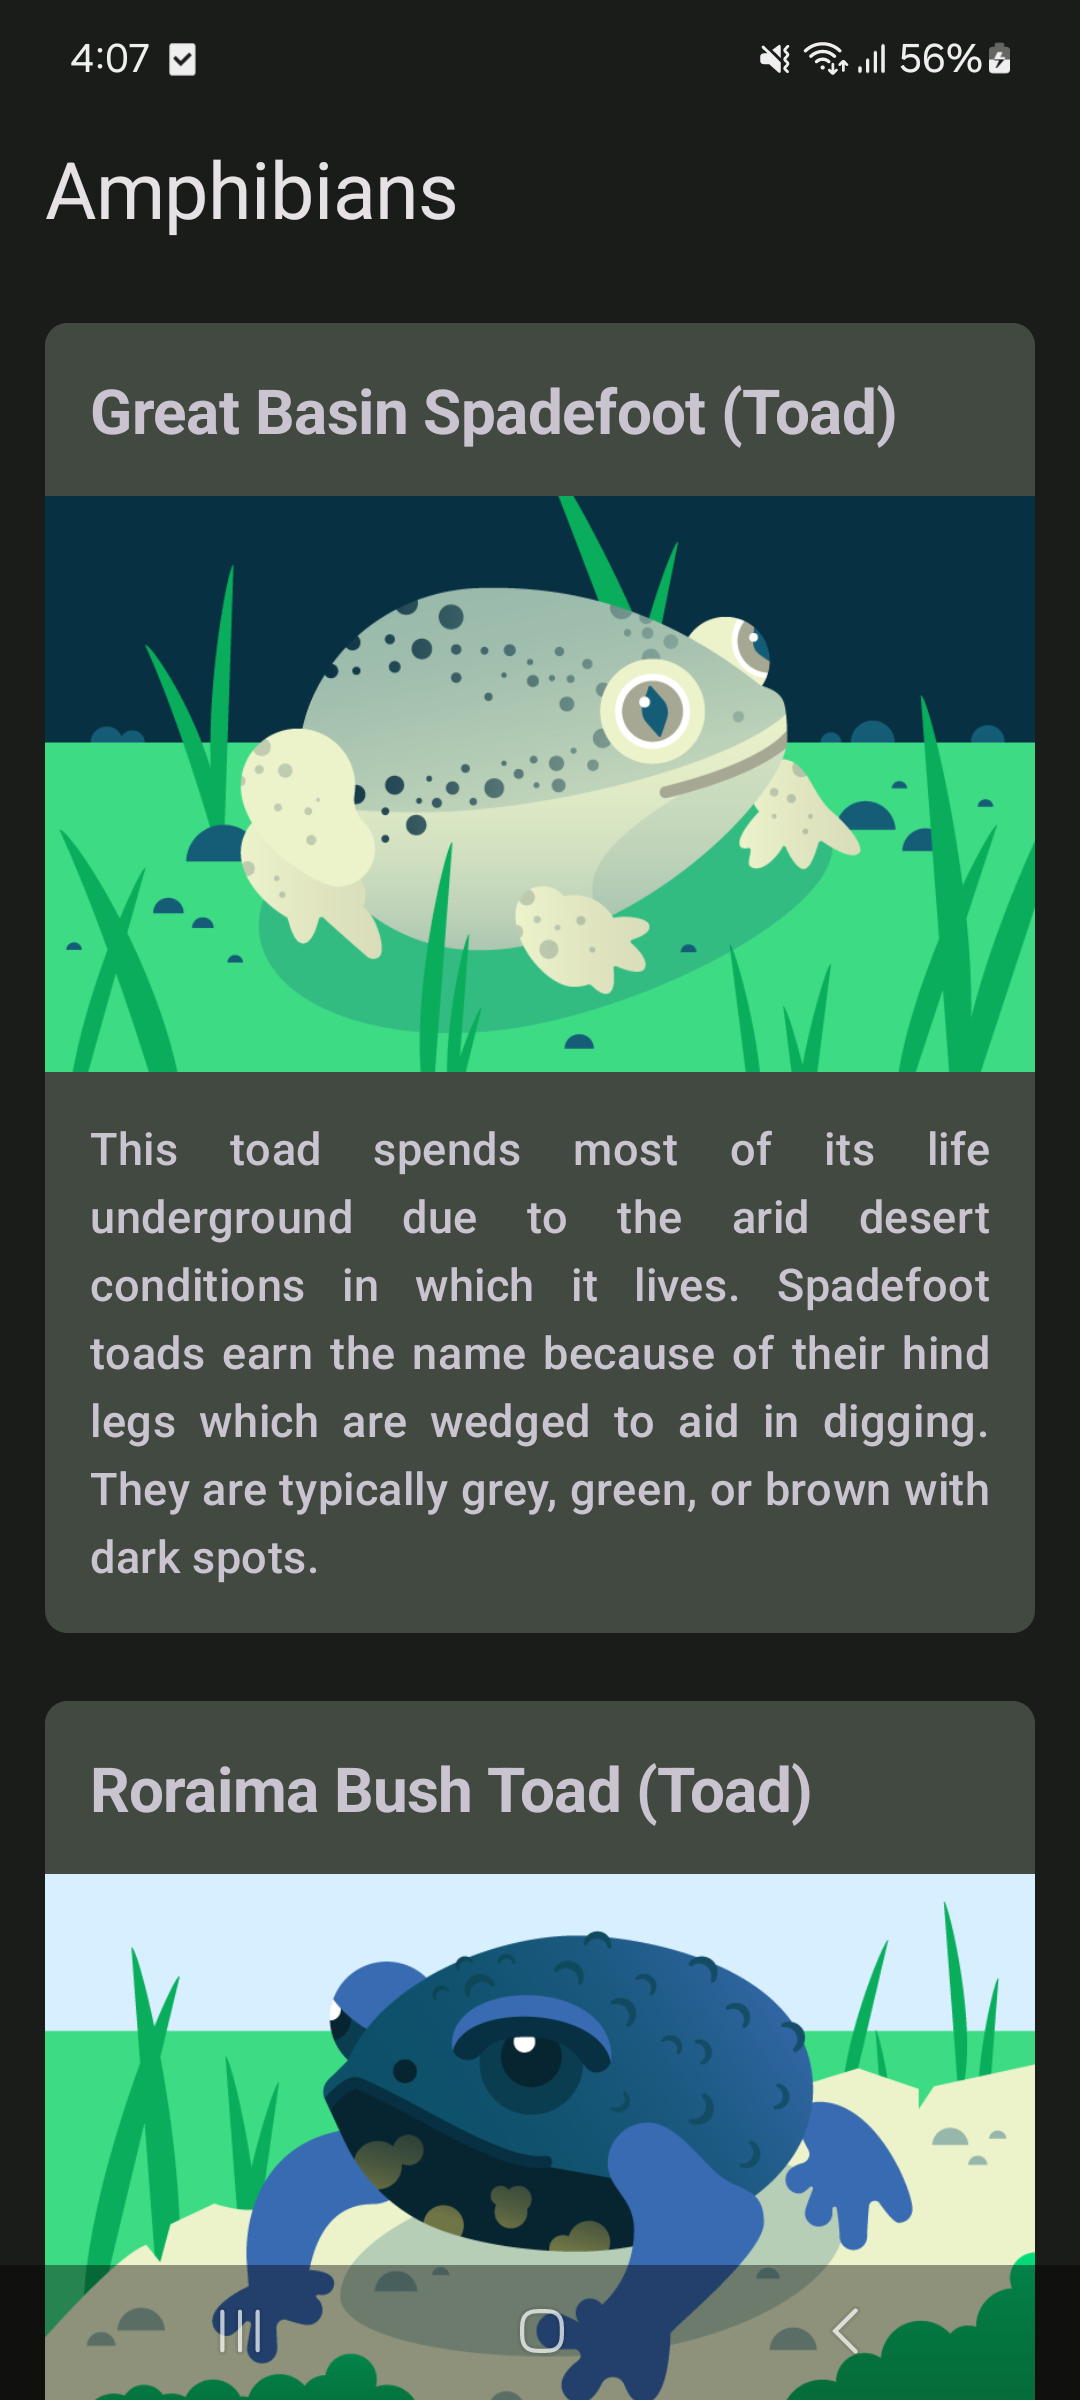 4:07 56%
Amphibians
Great Basin Spadefoot (Toad)
This toad spends most of its life
underground due to the arid desert
conditions in which it lives. Spadefoot
toads earn the name because of their hind
legs which are wedged to aid in digging.
They are typically grey, green, or brown with
dark spots.
Roraima Bush Toad (Toad)